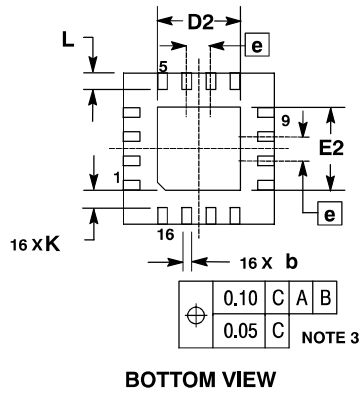 D2
L
e
5
9
E2
1
e
16 X K
16
16 X b
⌖ 0.10 C A B
0.05 C
NOTE 3
BOTTOM VIEW